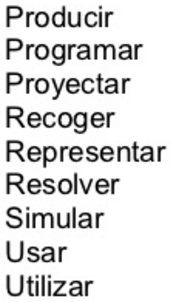 Producir
Programar
Proyectar
Recoger
Representar
Resolver
Simular
Usar
Utilizar